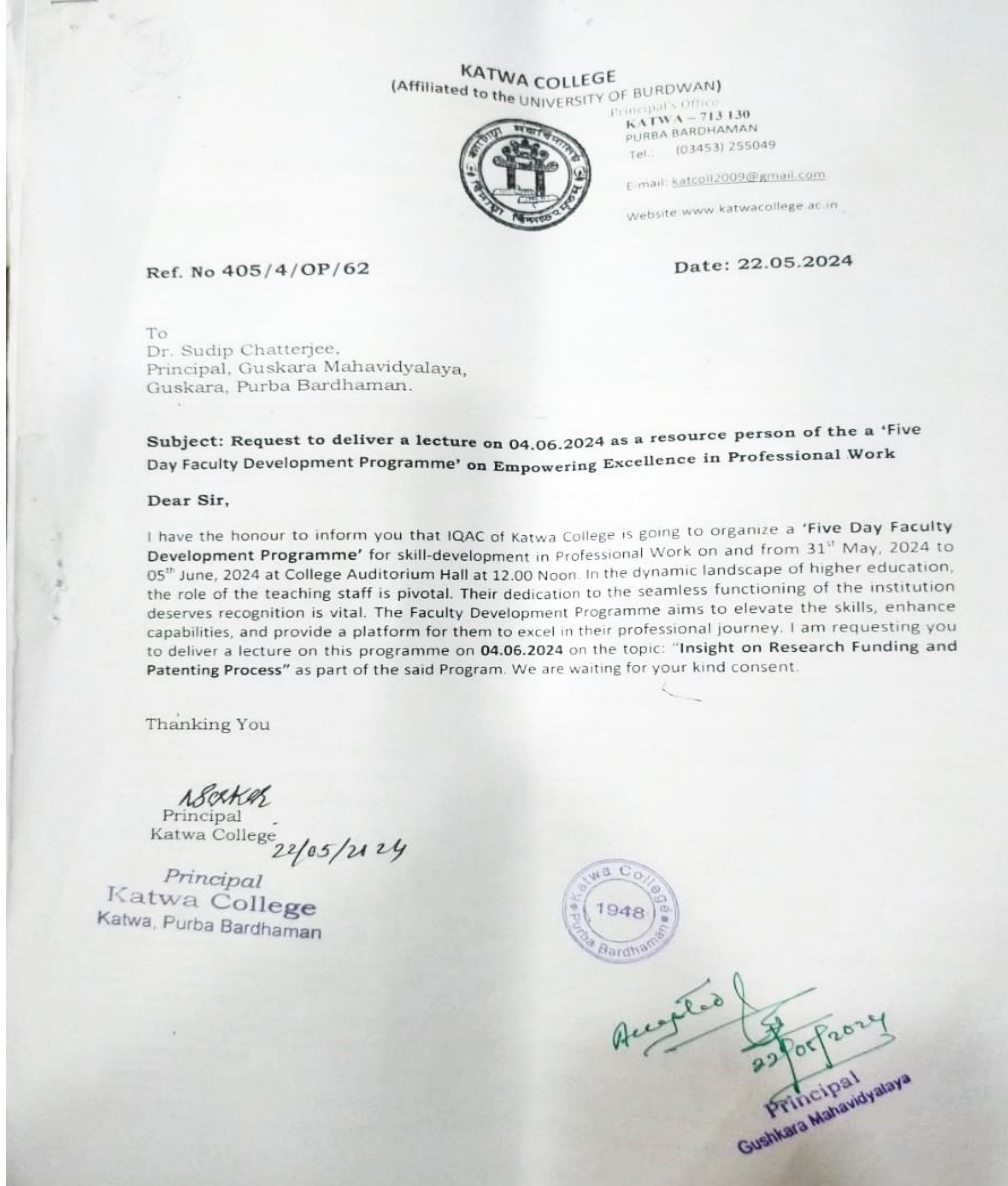 KATWA COLLEGE
(Affiliated to the UNIVERSITY OF BURDWAN)
Principal's Office
KATWA – 713 130
PURBA BARDHAMAN
Tel.: (03453) 255049
E-mail: katcoll2009@gmail.com
Website www.katwacollege.ac.in
Ref. No 405/4/OP/62
Date: 22.05.2024
To
Dr. Sudip Chatterjee,
Principal, Guskara Mahavidyalaya,
Guskara, Purba Bardhaman.
Subject: Request to deliver a lecture on 04.06.2024 as a resource person of the a ‘Five
Day Faculty Development Programme’ on Empowering Excellence in Professional Work
Dear Sir,
I have the honour to inform you that IQAC of Katwa College is going to organize a ‘Five Day Faculty
Development Programme’ for skill-development in Professional Work on and from 31st May, 2024 to
05th June, 2024 at College Auditorium Hall at 12.00 Noon. In the dynamic landscape of higher education,
the role of the teaching staff is pivotal. Their dedication to the seamless functioning of the institution
deserves recognition is vital. The Faculty Development Programme aims to elevate the skills, enhance
capabilities, and provide a platform for them to excel in their professional journey. I am requesting you
to deliver a lecture on this programme on 04.06.2024 on the topic: “Insight on Research Funding and
Patenting Process” as part of the said Program. We are waiting for your kind consent.
Thanking You
Principal
Katwa College
22/05/2024
Principal
Katwa College
Katwa, Purba Bardhaman
Katwa College
1948
Purba Bardhaman
Accepted
22/05/2024
Principal
Gushkara Mahavidyalaya